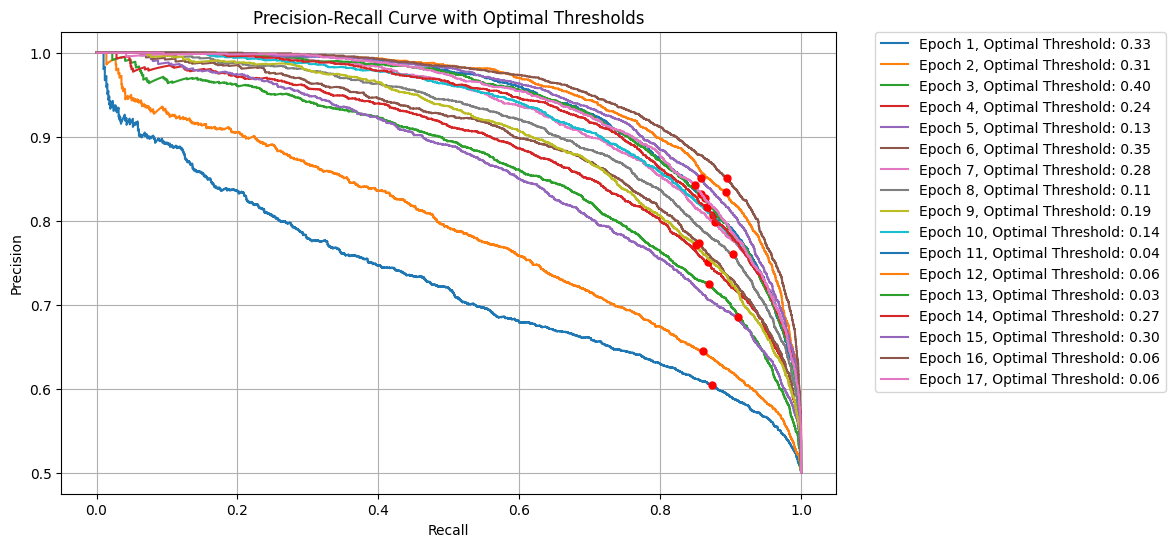 Precision-Recall Curve with Optimal Thresholds
1.0
0.9
0.8
0.7
0.6
0.5
Precision
0.0 0.2 0.4 0.6 0.8 1.0
Recall
Epoch 1, Optimal Threshold: 0.33
Epoch 2, Optimal Threshold: 0.31
Epoch 3, Optimal Threshold: 0.40
Epoch 4, Optimal Threshold: 0.24
Epoch 5, Optimal Threshold: 0.13
Epoch 6, Optimal Threshold: 0.35
Epoch 7, Optimal Threshold: 0.28
Epoch 8, Optimal Threshold: 0.11
Epoch 9, Optimal Threshold: 0.19
Epoch 10, Optimal Threshold: 0.14
Epoch 11, Optimal Threshold: 0.04
Epoch 12, Optimal Threshold: 0.06
Epoch 13, Optimal Threshold: 0.03
Epoch 14, Optimal Threshold: 0.27
Epoch 15, Optimal Threshold: 0.30
Epoch 16, Optimal Threshold: 0.06
Epoch 17, Optimal Threshold: 0.06